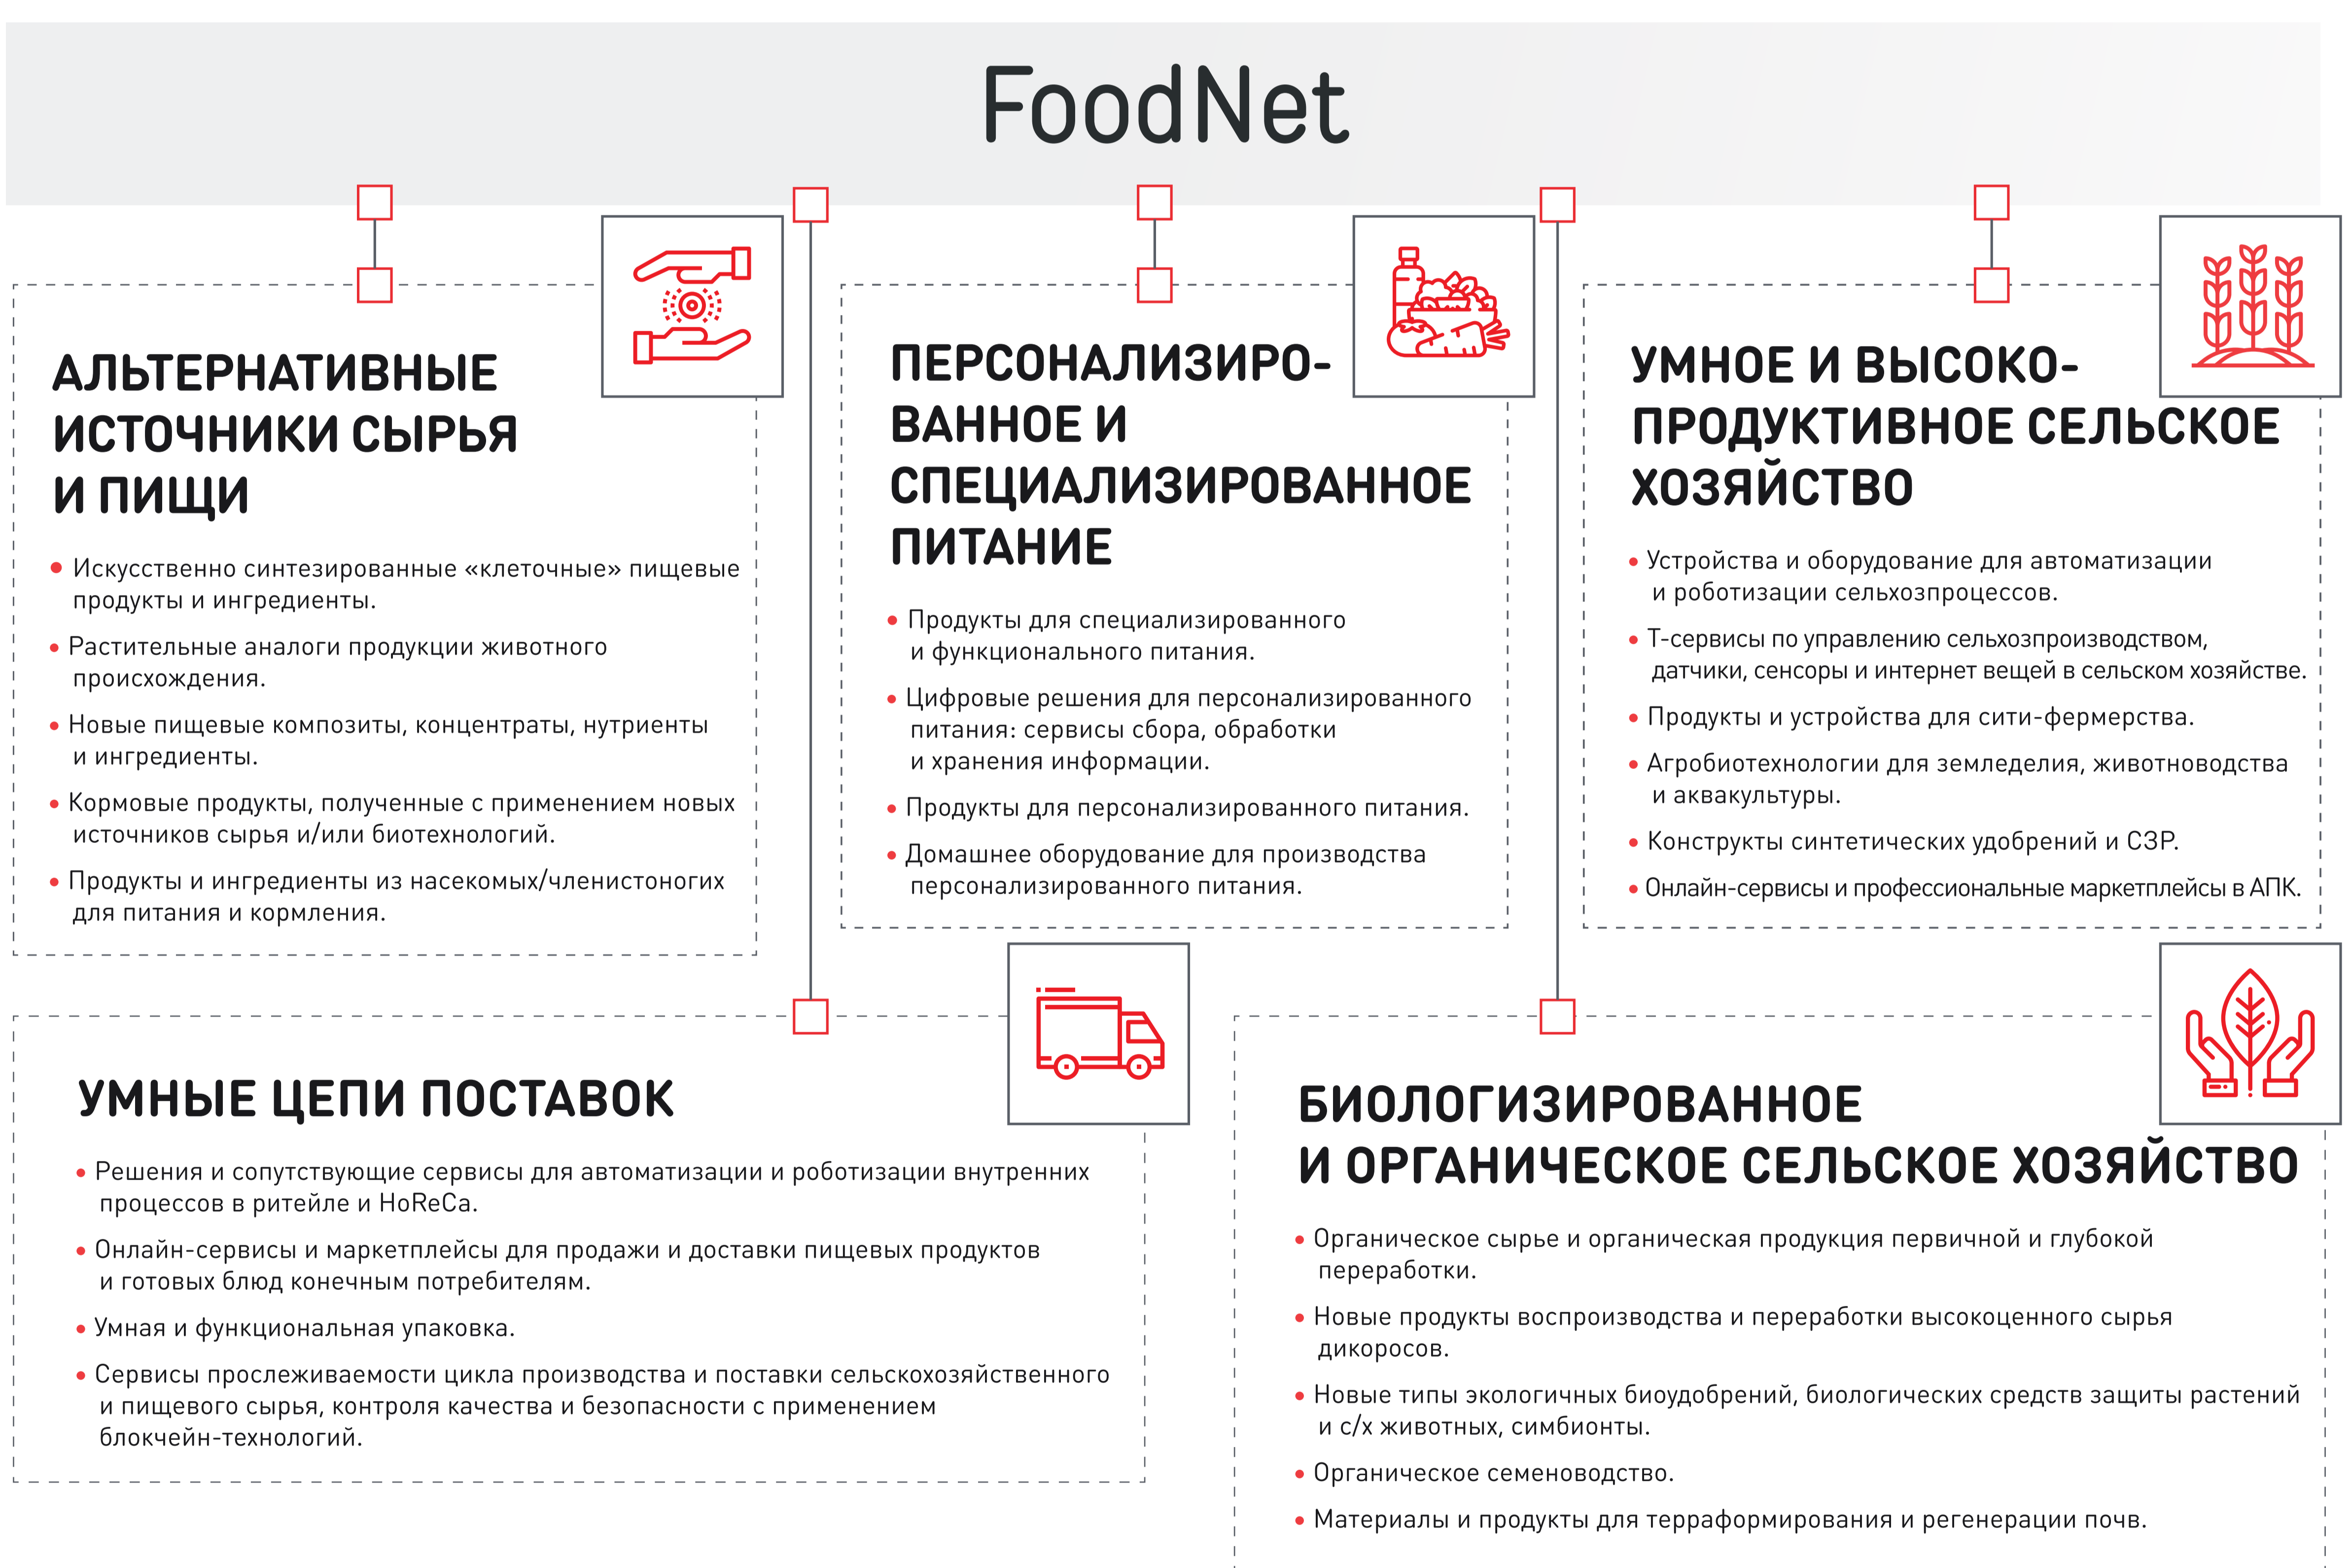 FoodNet
АЛЬТЕРНАТИВНЫЕ
ИСТОЧНИКИ СЫРЬЯ
И ПИЩИ
• Искусственно синтезированные «клеточные» пищевые
продукты и ингредиенты.
• Растительные аналоги продукции животного
происхождения.
• Новые пищевые композиты, концентраты, нутриенты
и ингредиенты.
• Кормовые продукты, полученные с применением новых
источников сырья и/или биотехнологий.
• Продукты и ингредиенты из насекомых/членистоногих
для питания и кормления.
ПЕРСОНАЛИЗИРО-
ВАННОЕ И
СПЕЦИАЛИЗИРОВАННОЕ
ПИТАНИЕ
• Продукты для специализированного
и функционального питания.
• Цифровые решения для персонализированного
питания: сервисы сбора, обработки
и хранения информации.
• Продукты для персонализированного питания.
• Домашнее оборудование для производства
персонализированного питания.
УМНОЕ И ВЫСОКО-
ПРОДУКТИВНОЕ СЕЛЬСКОЕ
ХОЗЯЙСТВО
• Устройства и оборудование для автоматизации
и роботизации сельхозпроцессов.
• Т-сервисы по управлению сельхозпроизводством,
датчики, сенсоры и интернет вещей в сельском хозяйстве.
• Продукты и устройства для сити-фермерства.
• Агробиотехнологии для земледелия, животноводства
и аквакультуры.
• Конструкты синтетических удобрений и СЗР.
• Онлайн-сервисы и профессиональные маркетплейсы в АПК.
УМНЫЕ ЦЕПИ ПОСТАВОК
• Решения и сопутствующие сервисы для автоматизации и роботизации внутренних
процессов в ритейле и HoReCa.
• Онлайн-сервисы и маркетплейсы для продажи и доставки пищевых продуктов
и готовых блюд конечным потребителям.
• Умная и функциональная упаковка.
• Сервисы прослеживаемости цикла производства и поставки сельскохозяйственного
и пищевого сырья, контроля качества и безопасности с применением
блокчейн-технологий.
БИОЛОГИЗИРОВАННОЕ
И ОРГАНИЧЕСКОЕ СЕЛЬСКОЕ ХОЗЯЙСТВО
• Органическое сырье и органическая продукция первичной и глубокой
переработки.
• Новые продукты воспроизводства и переработки высокоценного сырья
дикоросов.
• Новые типы экологичных биоудобрений, биологических средств защиты растений
и с/х животных, симбионты.
• Органическое семеноводство.
• Материалы и продукты для терраформирования и регенерации почв.